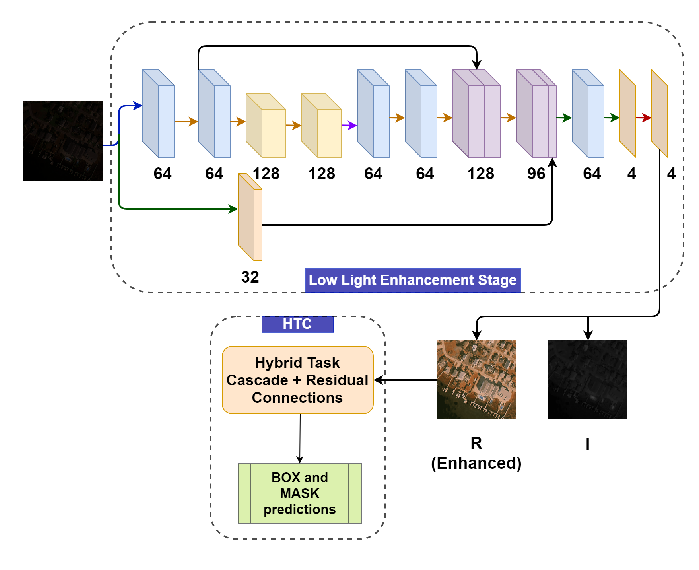 64
64
128
128
64
64
128
96
64
4
4
32
Low Light Enhancement Stage
HTC
Hybrid Task
Cascade + Residual
Connections
R
(Enhanced)
I
BOX and
MASK
predictions